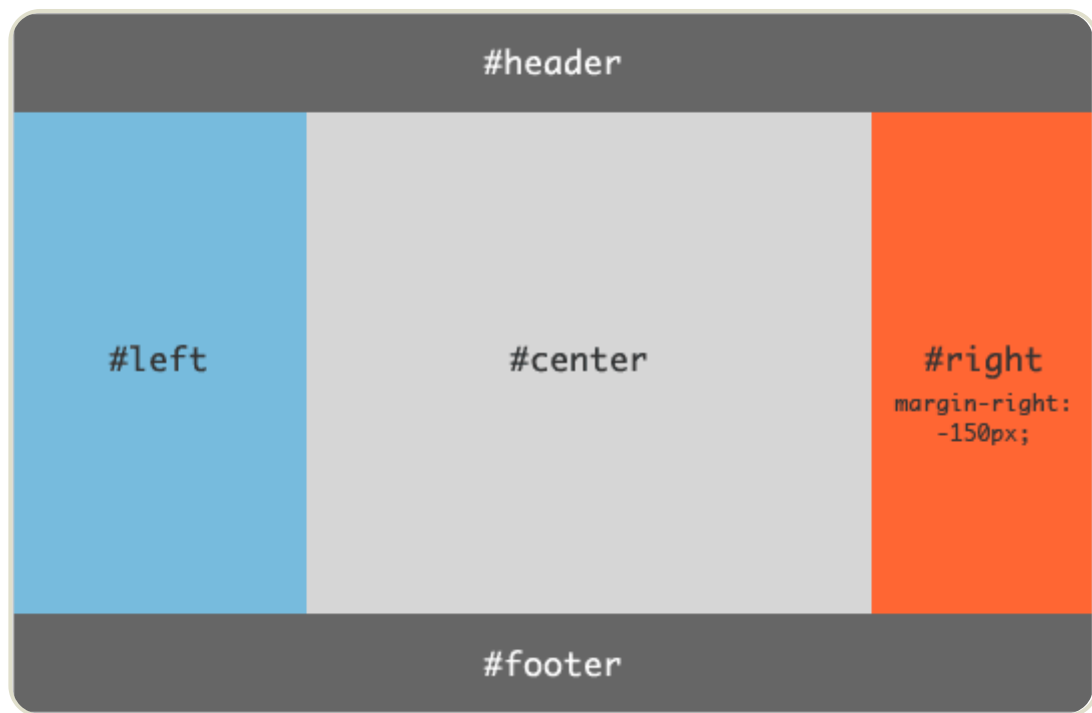 #header
#left
#center
#right
margin-right:
-150px;
#footer